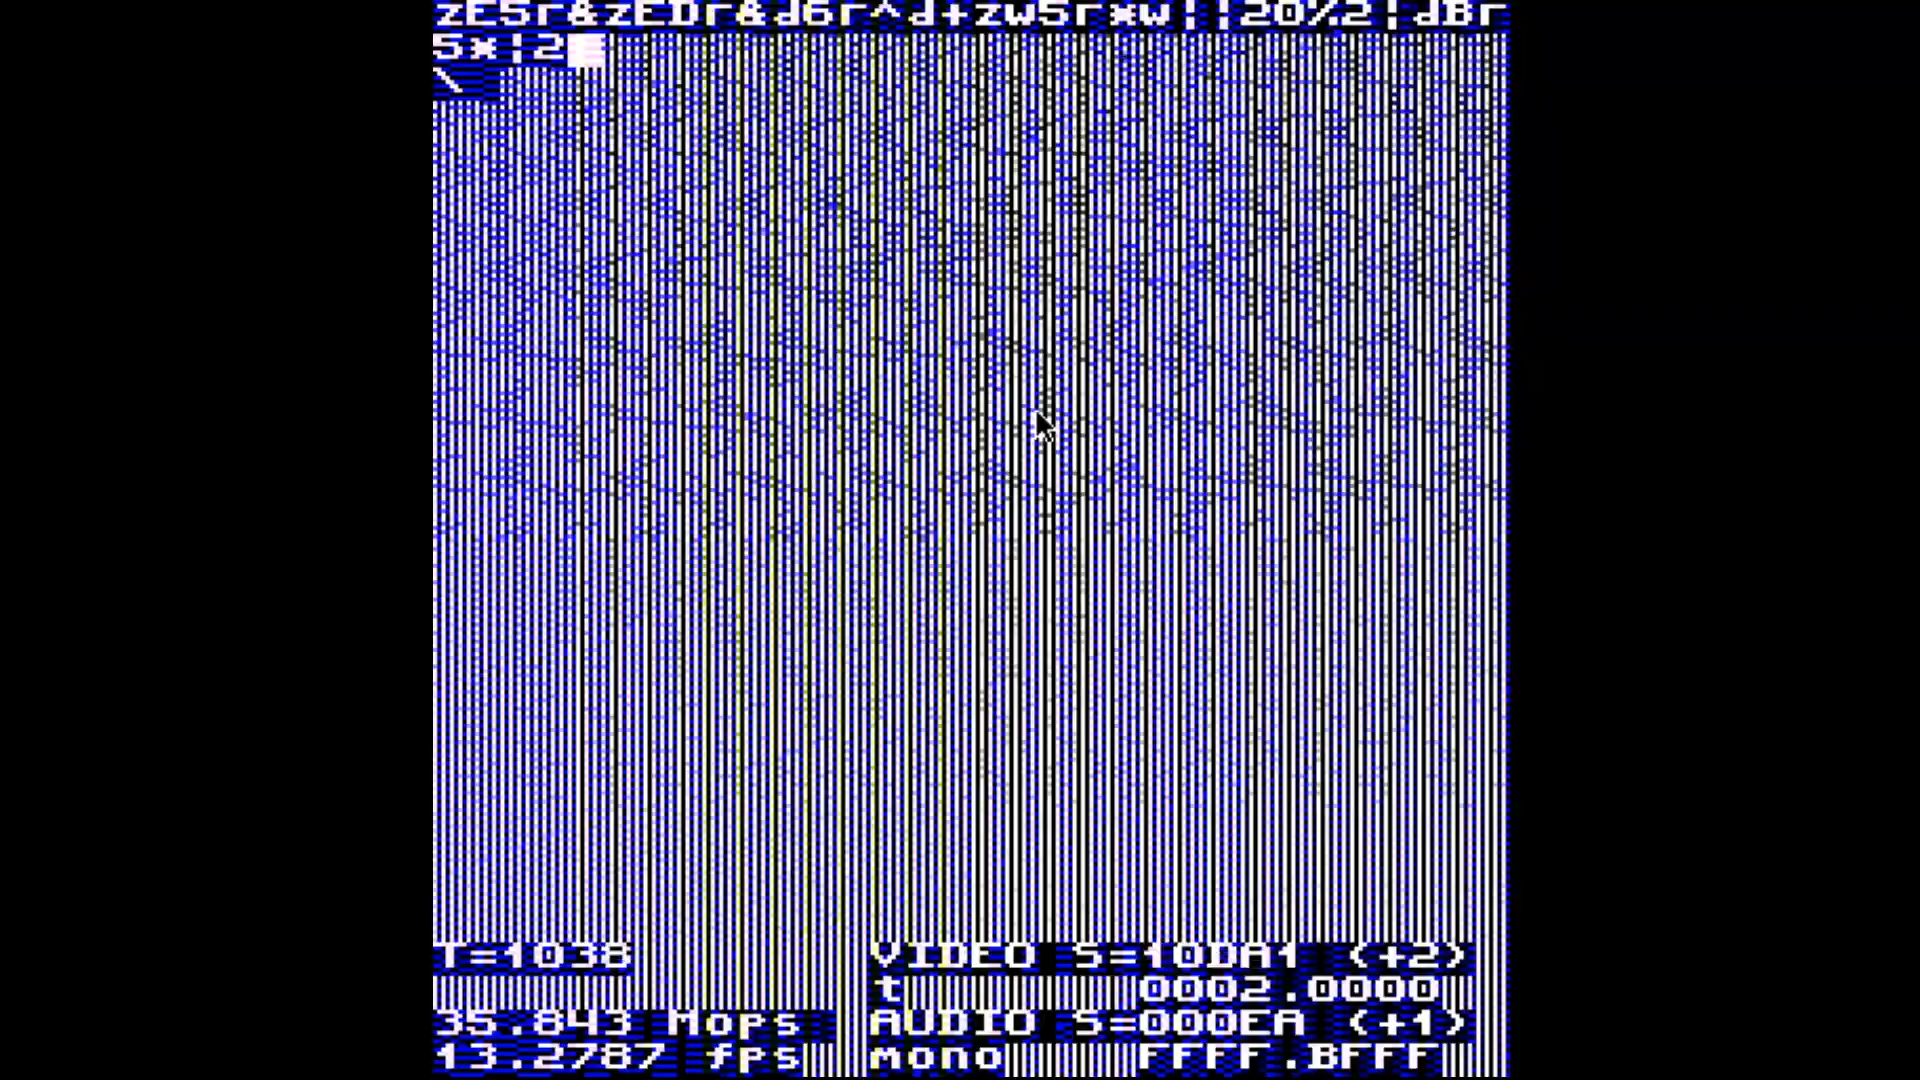 zE5r&zEDr&d6r^d+zw5r*w||20%2|dBr
5*|2
\
T=1038
VIDEO S=10DA1 (+2)
t 0002.0000
35.843 Mops
AUDIO S=000EA (+1)
13.2787 fps
mono FFFF.BFFF